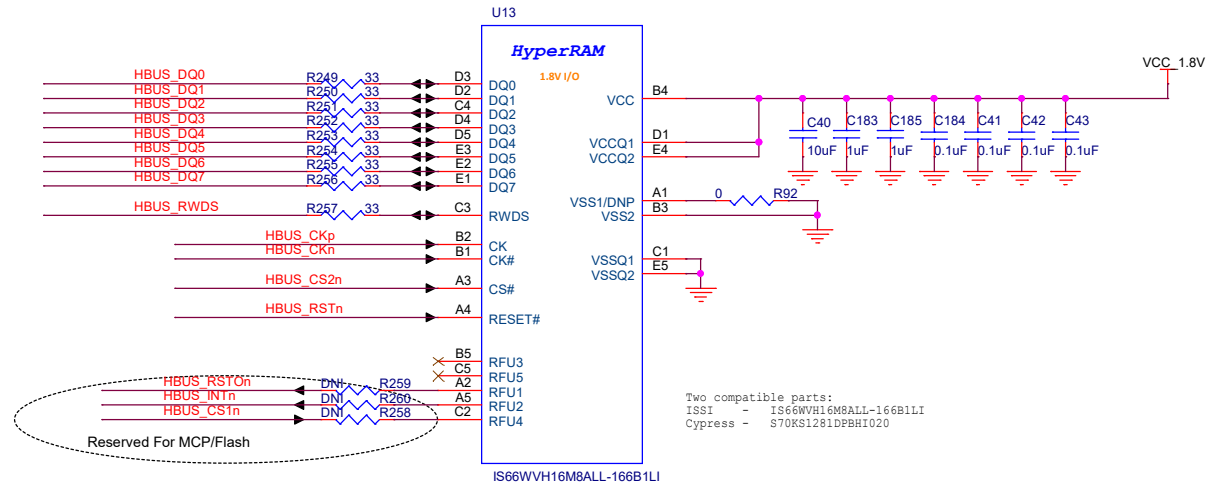 U13
HyperRAM
1.8V I/O
VCC_1.8V
HBUS_DQ0 R249 33 D3 DQ0
HBUS_DQ1 R250 33 D2 DQ1
HBUS_DQ2 R251 33 C4 DQ2
HBUS_DQ3 R252 33 D4 DQ3
HBUS_DQ4 R253 33 D5 DQ4
HBUS_DQ5 R254 33 E3 DQ5
HBUS_DQ6 R255 33 E2 DQ6
HBUS_DQ7 R256 33 E1 DQ7
HBUS_RWDS R257 33 C3 RWDS
HBUS_CKp B2 CK
HBUS_CKn B1 CK#
HBUS_CS2n A3 CS#
HBUS_RSTn A4 RESET#
B5 RFU3
C5 RFU5
HBUS_RSTOn DNI R259 A2 RFU1
HBUS_INTn DNI R260 A5 RFU2
HBUS_CS1n DNI R258 C2 RFU4
Reserved For MCP/Flash
VCC B4
VCCQ1 D1
VCCQ2 E4
VSS1/DNP A1 0 R92
VSS2 B3
VSSQ1 C1
VSSQ2 E5
C40 C183 C185 C184 C41 C42 C43
10uF 1uF 1uF 0.1uF 0.1uF 0.1uF 0.1uF
Two compatible parts:
ISSI - IS66WVH16M8ALL-166B1LI
Cypress - S70KS1281DPBHI020
IS66WVH16M8ALL-166B1LI